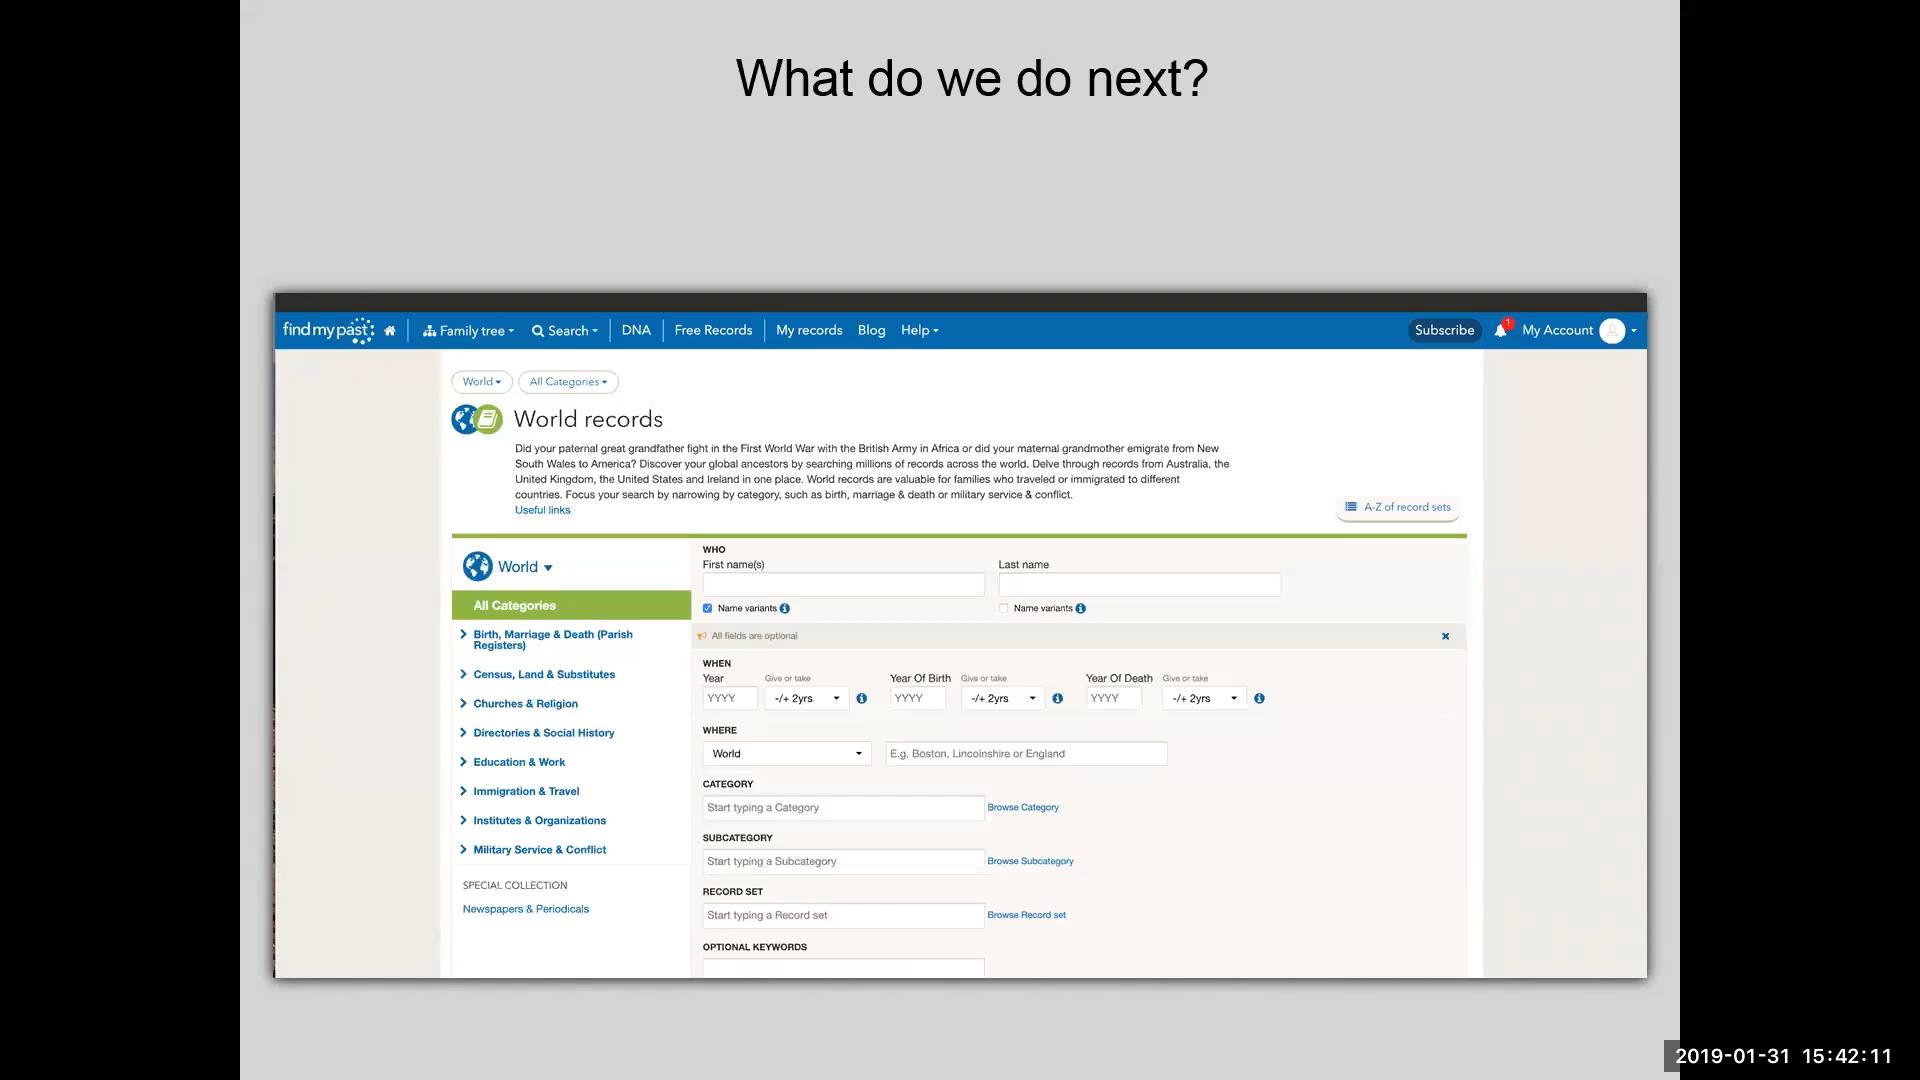 What do we do next?
findmypast
Family tree
Search
DNA
Free Records
My records
Blog
Help
Subscribe
1
My Account
World
All Categories
World records
Did your paternal great grandfather fight in the First World War with the British Army in Africa or did your maternal grandmother emigrate from New
South Wales to America? Discover your global ancestors by searching millions of records across the world. Delve through records from Australia, the
United Kingdom, the United States and Ireland in one place. World records are valuable for families who traveled or immigrated to different
countries. Focus your search by narrowing by category, such as birth, marriage & death or military service & conflict.
Useful links
A-Z of record sets
World
All Categories
Birth, Marriage & Death (Parish
Registers)
Census, Land & Substitutes
Churches & Religion
Directories & Social History
Education & Work
Immigration & Travel
Institutes & Organizations
Military Service & Conflict
SPECIAL COLLECTION
Newspapers & Periodicals
WHO
First name(s)
Last name
Name variants
Name variants
All fields are optional
WHEN
Year Give or take Year Of Birth Give or take Year Of Death Give or take
YYYY -/+ 2yrs YYYY -/+ 2yrs YYYY -/+ 2yrs
WHERE
World E.g. Boston, Lincolnshire or England
CATEGORY
Start typing a Category Browse Category
SUBCATEGORY
Start typing a Subcategory Browse Subcategory
RECORD SET
Start typing a Record set Browse Record set
OPTIONAL KEYWORDS
2019-01-31 15:42:11